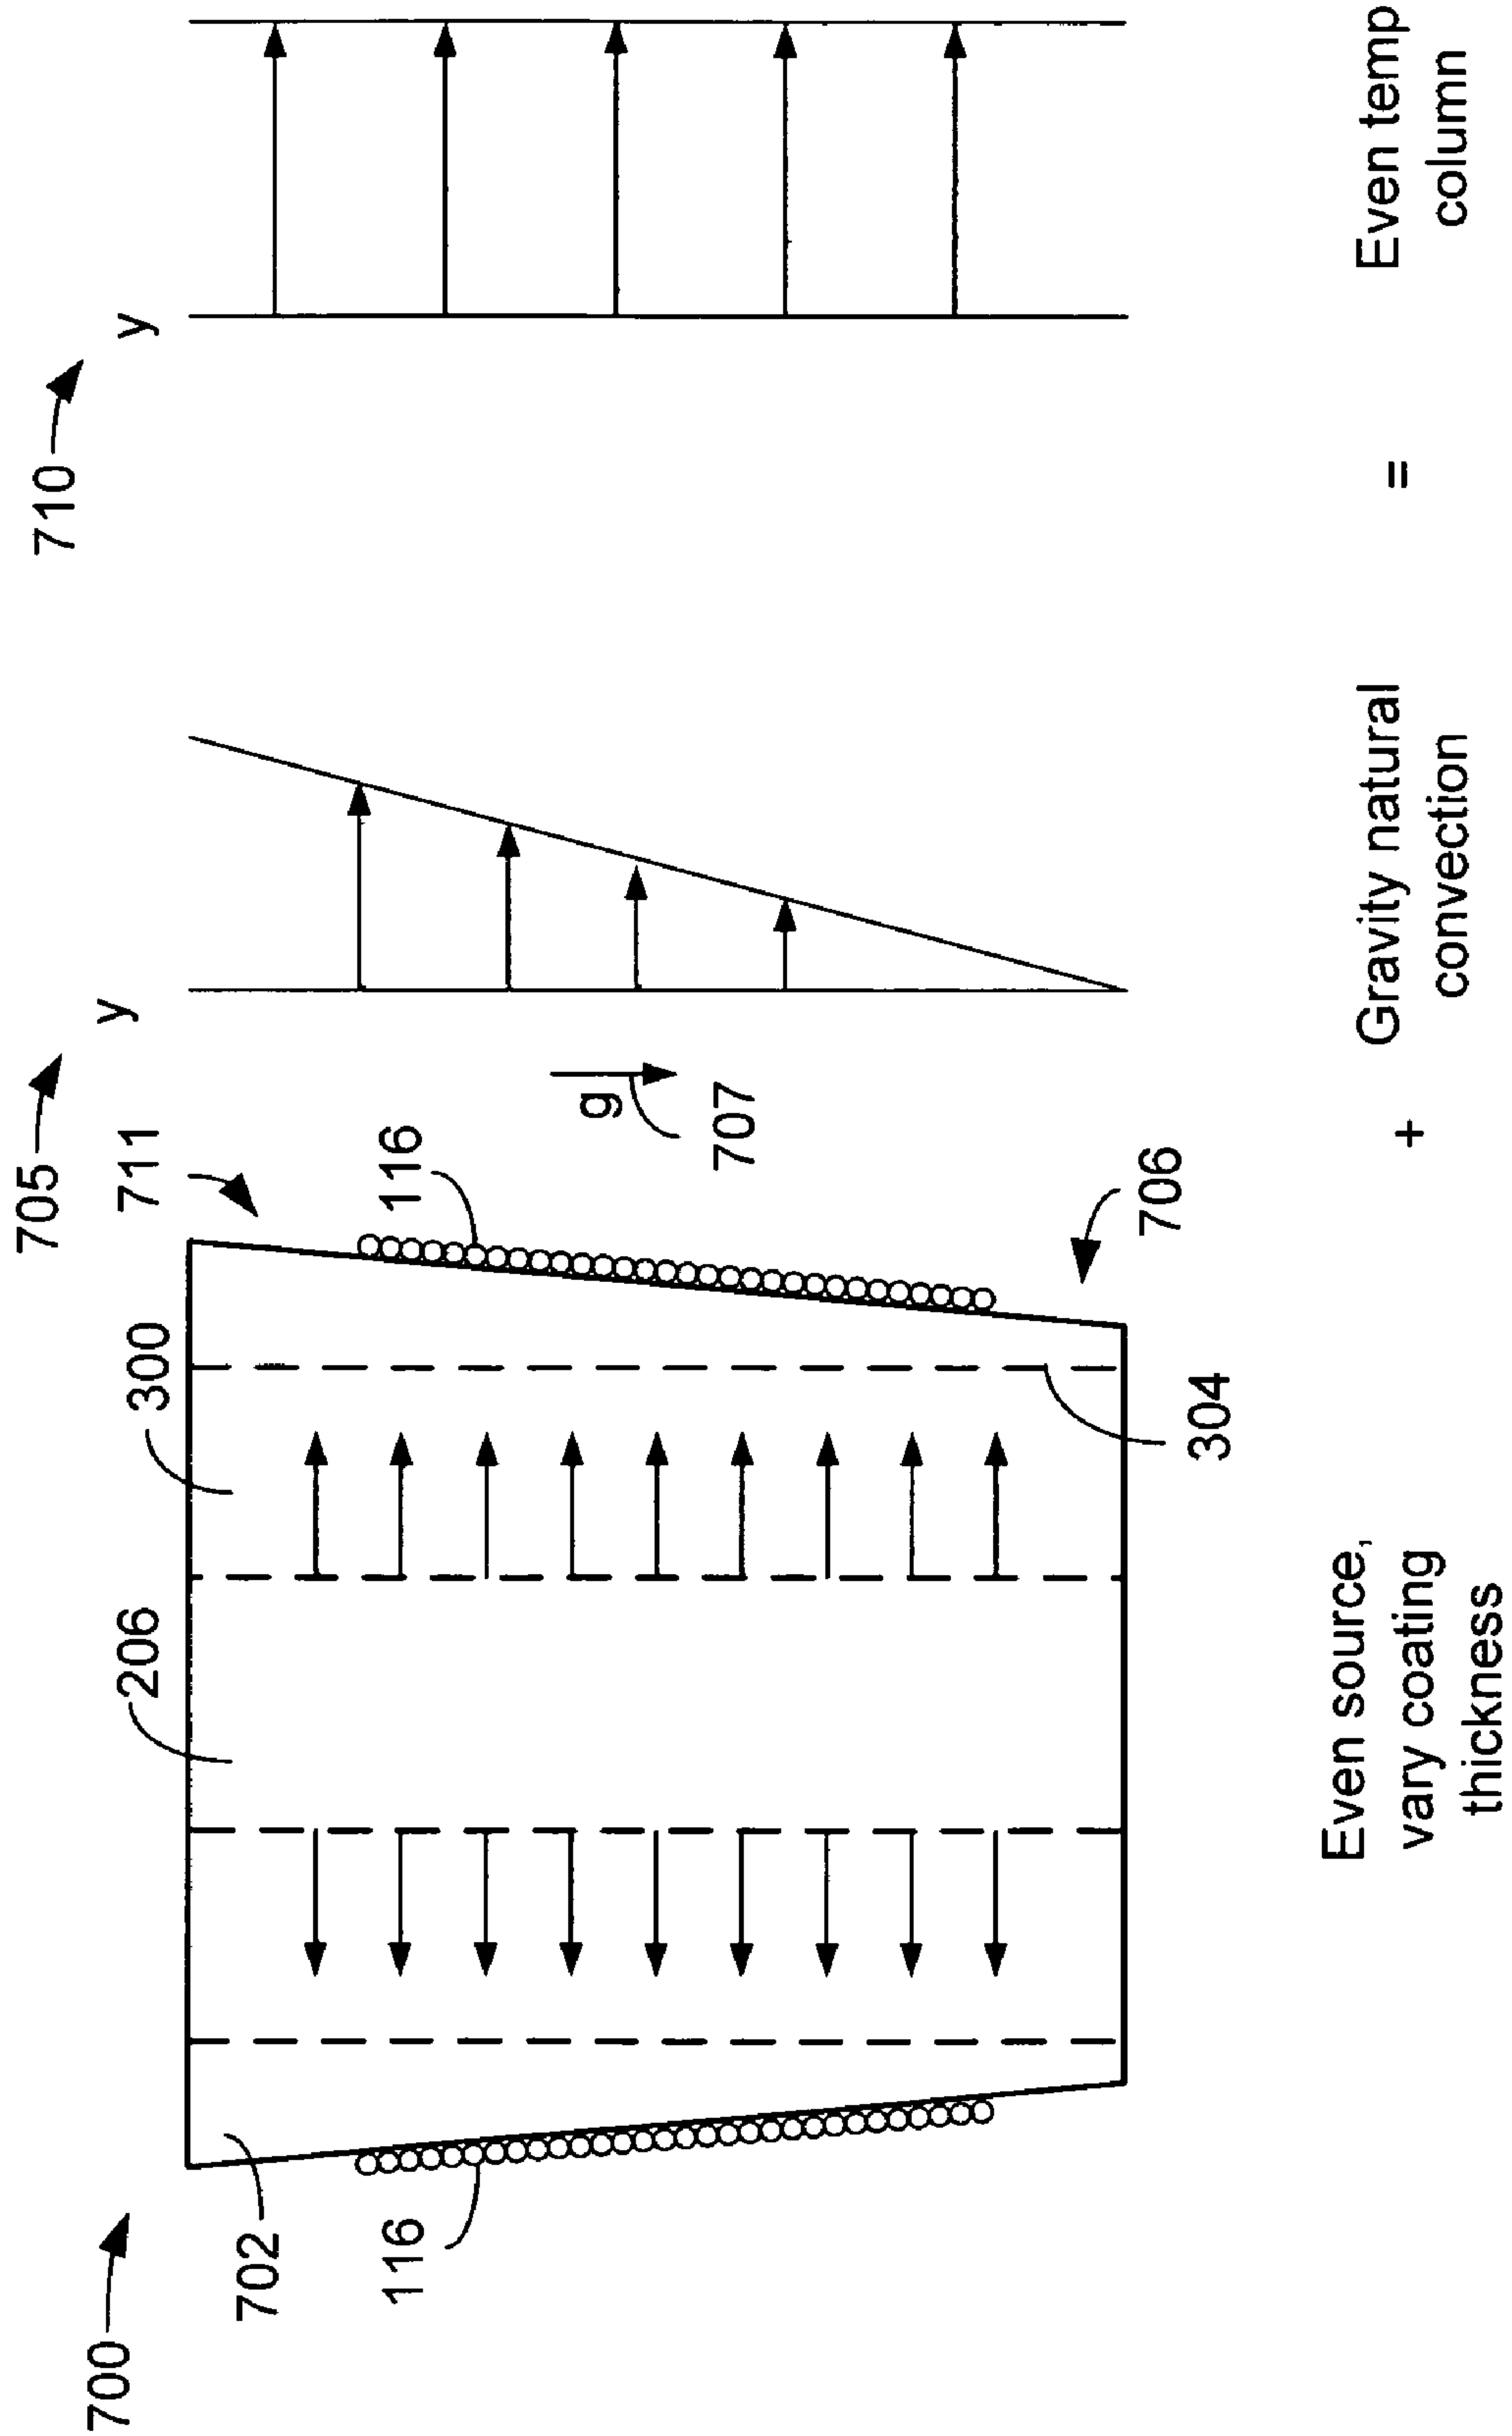 700
702
116
206
300
711
116
706
304
705
y
g
707
710
y
Even source,
vary coating
thickness
+
Gravity natural
convection
=
Even temp
column